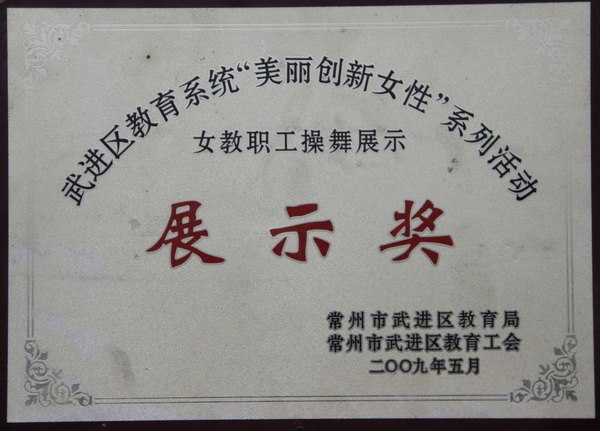 武进区教育系统“美丽创新女性”系列活动
女教职工操舞展示
展示奖
常州市武进区教育局
常州市武进区教育工会
二〇〇九年五月